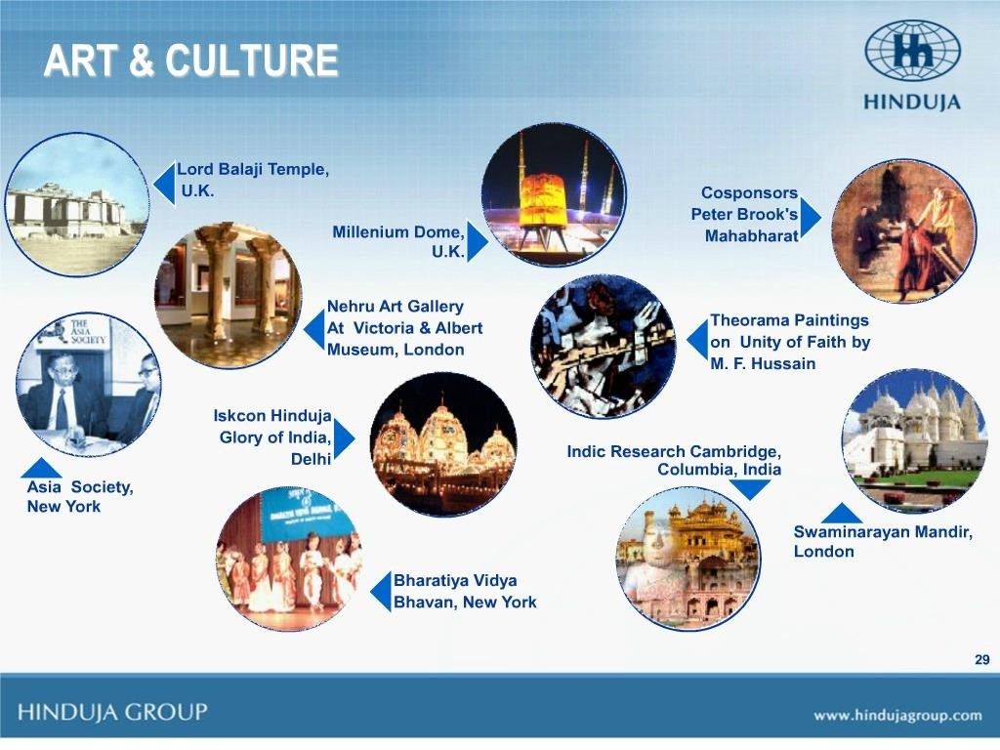 ART & CULTURE
HINDUJA
Lord Balaji Temple,
U.K.
Millenium Dome,
U.K.
Cosponsors
Peter Brook's
Mahabharat
Nehru Art Gallery
At Victoria & Albert
Museum, London
Theorama Paintings
on Unity of Faith by
M. F. Hussain
THE
ASIA
SOCIETY
Asia Society,
New York
Iskcon Hinduja
Glory of India,
Delhi
Indic Research Cambridge,
Columbia, India
Swaminarayan Mandir,
London
Bharatiya Vidya
Bhavan, New York
29
HINDUJA GROUP
www.hindujagroup.com